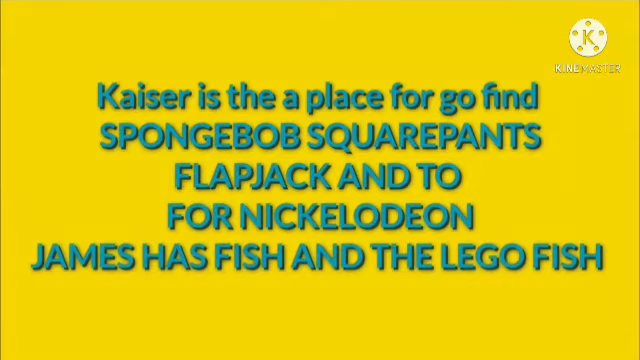 K
KINEMASTER
Kaiser is the a place for go find
SPONGEBOB SQUAREPANTS
FLAPJACK AND TO
FOR NICKELODEON
JAMES HAS FISH AND THE LEGO FISH